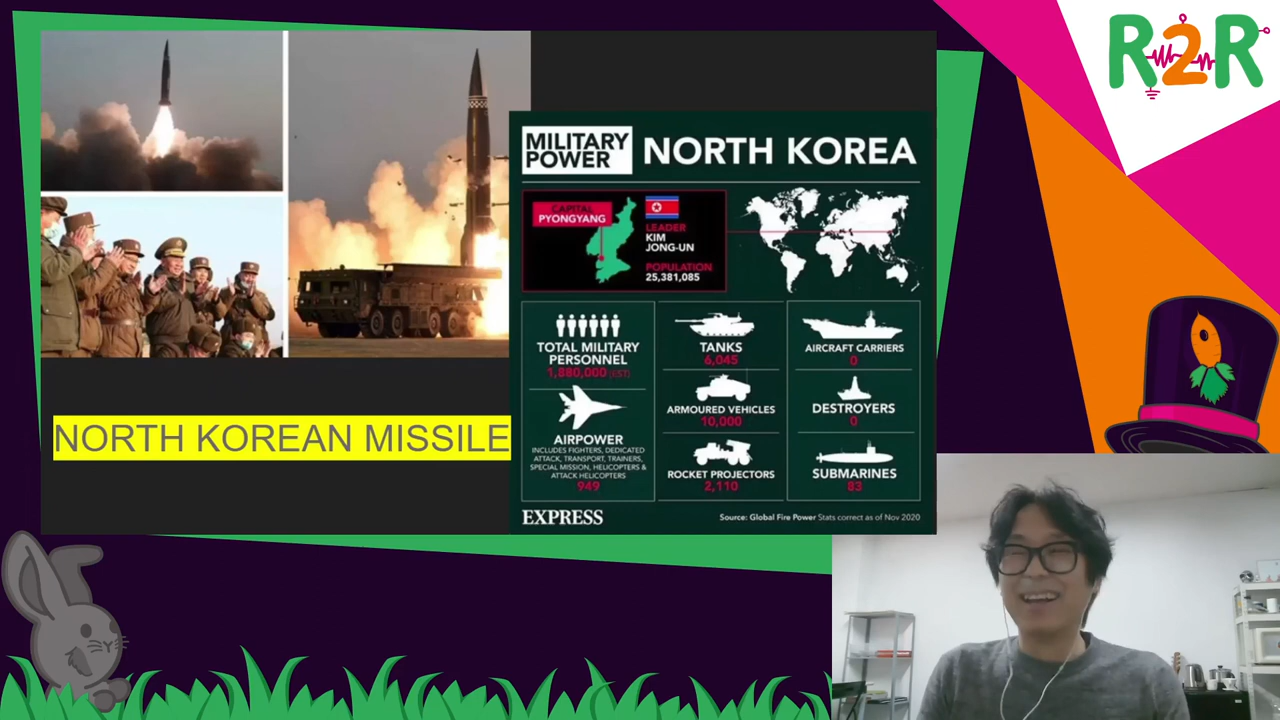 R2R
MILITARY
POWER
NORTH KOREA
CAPITAL
PYONGYANG
LEADER
KIM
JONG-UN
POPULATION
25,381,085
TOTAL MILITARY
PERSONNEL
1,880,000 (EST)
AIRPOWER
INCLUDES FIGHTERS, DEDICATED
ATTACK, TRANSPORT, TRAINERS,
SPECIAL MISSION, HELICOPTERS &
ATTACK HELICOPTERS
949
TANKS
6,045
ARMOURED VEHICLES
10,000
ROCKET PROJECTORS
2,110
AIRCRAFT CARRIERS
0
DESTROYERS
0
SUBMARINES
83
EXPRESS
Source: Global Fire Power Stats correct as of Nov 2020
NORTH KOREAN MISSILE